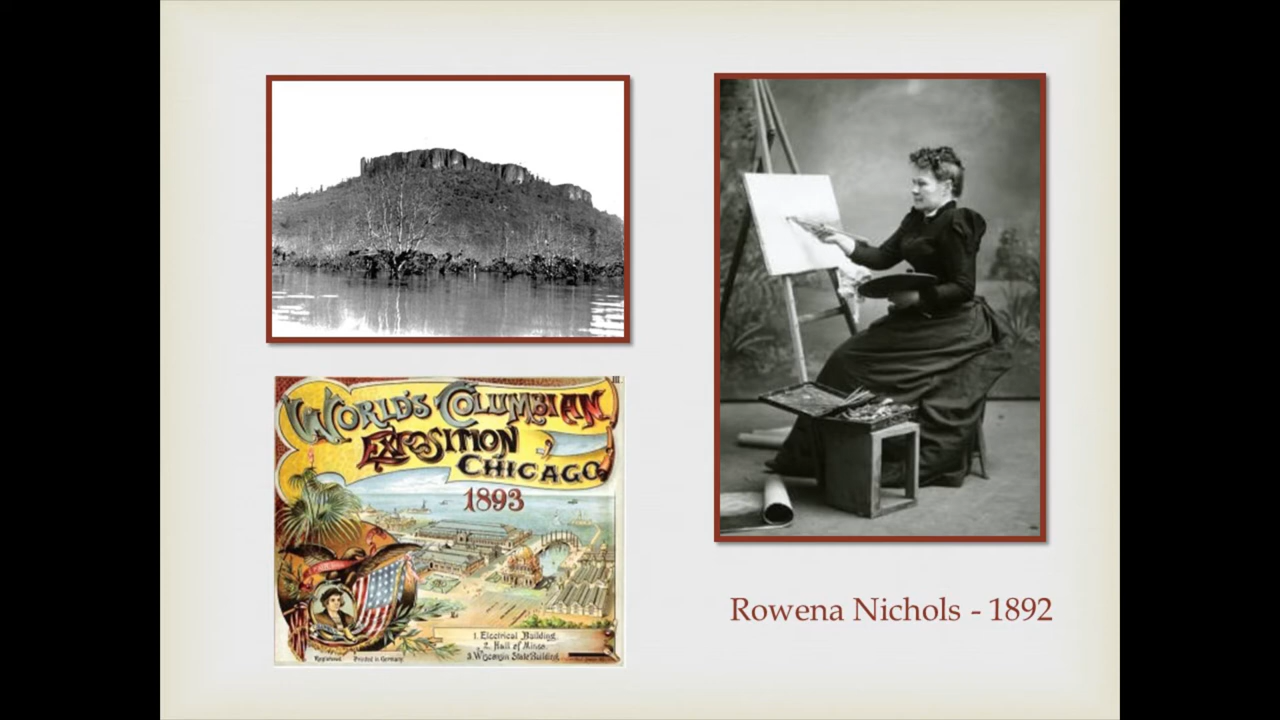 WORLD'S COLUMBIAN
EXPOSITION
CHICAGO
1893
1. Electrical Building.
2. Hall of Mines.
3. Wisconsin State Building.
Registered. Printed in Germany
Rowena Nichols - 1892